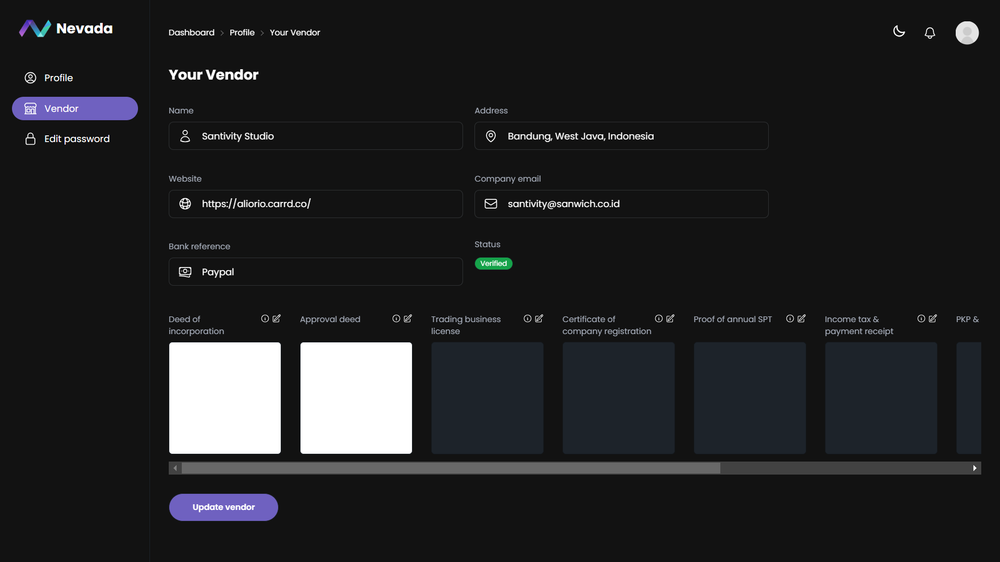 Nevada
Dashboard > Profile > Your Vendor
Profile
Vendor
Edit password
Your Vendor
Name
Address
Santivity Studio
Bandung, West Java, Indonesia
Website
Company email
https://aliorio.carrd.co/
santivity@sanwich.co.id
Bank reference
Status
Paypal
Verified
Deed of
incorporation
Approval deed
Trading business
license
Certificate of
company registration
Proof of annual SPT
Income tax &
payment receipt
PKP &
Update vendor